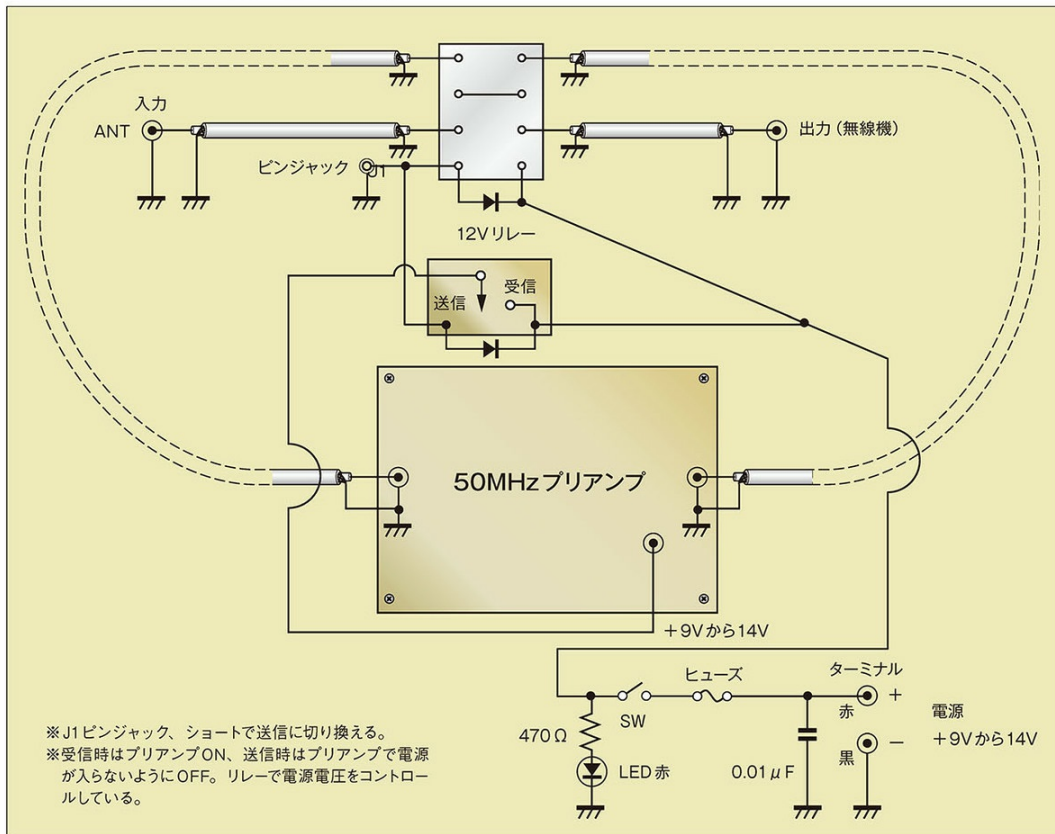 入力
ANT
ピンジャック
J1
出力（無線機）
12Vリレー
送信
受信
50MHzプリアンプ
＋9Vから14V
ヒューズ
ターミナル
SW
赤
＋
電源
＋9Vから14V
470Ω
黒
－
LED赤
0.01μF
※J1ピンジャック、ショートで送信に切り換える。
※受信時はプリアンプON、送信時はプリアンプで電源
が入らないようにOFF。リレーで電源電圧をコントロー
ルしている。